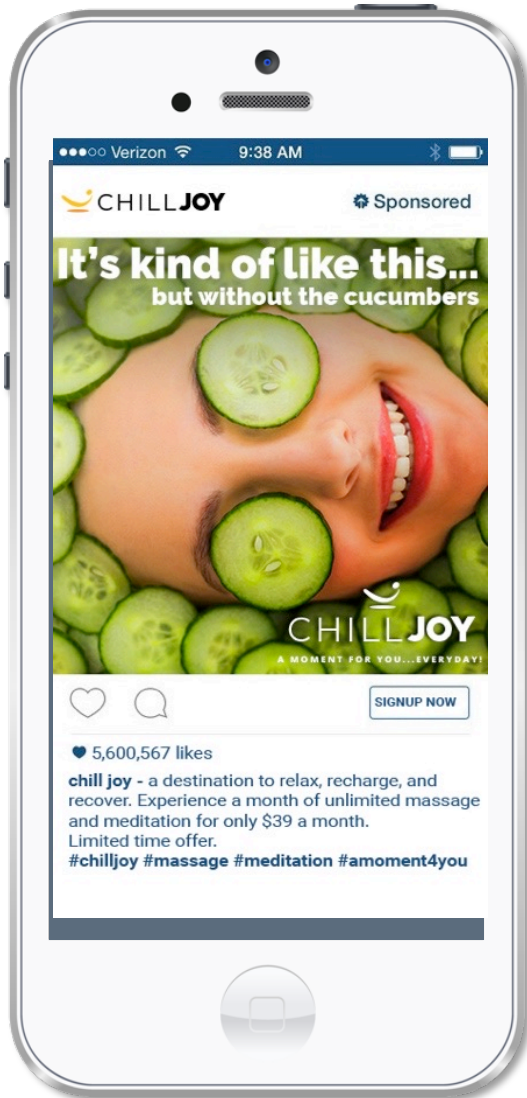 Verizon 9:38 AM
CHILLJOY Sponsored
It's kind of like this...
but without the cucumbers
CHILLJOY
A MOMENT FOR YOU...EVERYDAY!
SIGNUP NOW
5,600,567 likes
chill joy - a destination to relax, recharge, and
recover. Experience a month of unlimited massage
and meditation for only $39 a month.
Limited time offer.
#chilljoy #massage #meditation #amoment4you